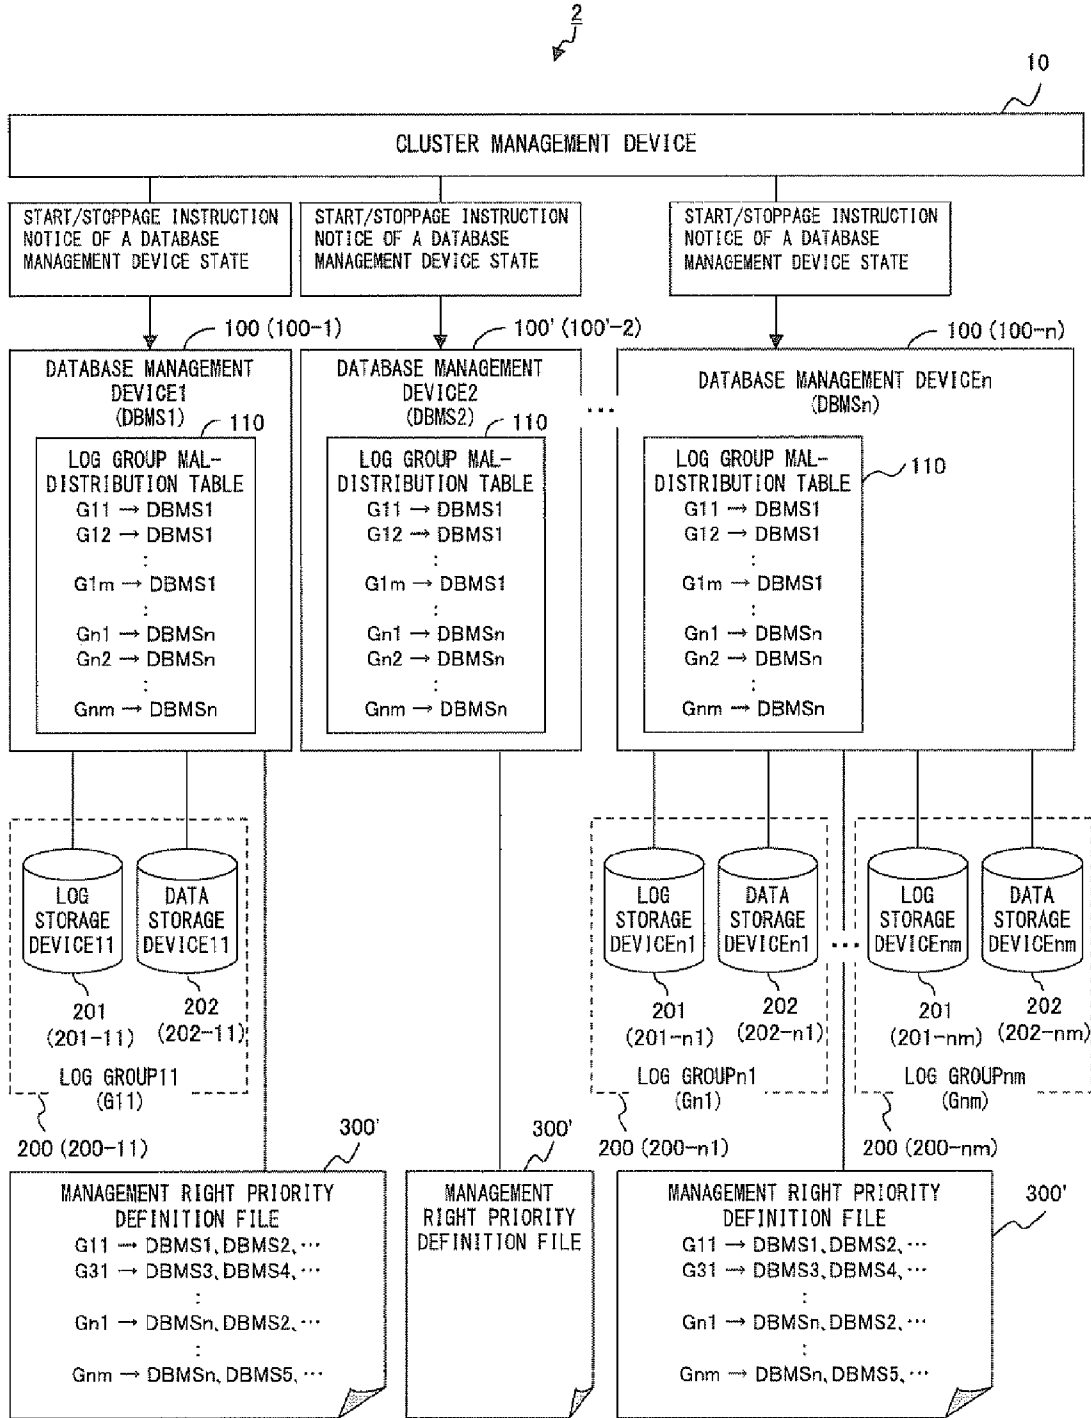 2
10
CLUSTER MANAGEMENT DEVICE
START/STOPPAGE INSTRUCTION
NOTICE OF A DATABASE
MANAGEMENT DEVICE STATE
START/STOPPAGE INSTRUCTION
NOTICE OF A DATABASE
MANAGEMENT DEVICE STATE
START/STOPPAGE INSTRUCTION
NOTICE OF A DATABASE
MANAGEMENT DEVICE STATE
100 (100-1)
DATABASE MANAGEMENT
DEVICE1
(DBMS1)
110
LOG GROUP MAL-
DISTRIBUTION TABLE
G11 → DBMS1
G12 → DBMS1
:
G1m → DBMS1
:
Gn1 → DBMSn
Gn2 → DBMSn
:
Gnm → DBMSn
100' (100'-2)
DATABASE MANAGEMENT
DEVICE2
(DBMS2)
110
LOG GROUP MAL-
DISTRIBUTION TABLE
G11 → DBMS1
G12 → DBMS1
:
G1m → DBMS1
:
Gn1 → DBMSn
Gn2 → DBMSn
:
Gnm → DBMSn
...
100 (100-n)
DATABASE MANAGEMENT DEVICEn
(DBMSn)
110
LOG GROUP MAL-
DISTRIBUTION TABLE
G11 → DBMS1
G12 → DBMS1
:
G1m → DBMS1
:
Gn1 → DBMSn
Gn2 → DBMSn
:
Gnm → DBMSn
LOG
STORAGE
DEVICE11
201
(201-11)
DATA
STORAGE
DEVICE11
202
(202-11)
LOG GROUP11
(G11)
200 (200-11)
LOG
STORAGE
DEVICEn1
201
(201-n1)
DATA
STORAGE
DEVICEn1
202
(202-n1)
LOG GROUPn1
(Gn1)
200 (200-n1)
...
LOG
STORAGE
DEVICEnm
201
(201-nm)
DATA
STORAGE
DEVICEnm
202
(202-nm)
LOG GROUPnm
(Gnm)
200 (200-nm)
300'
MANAGEMENT RIGHT PRIORITY
DEFINITION FILE
G11 → DBMS1, DBMS2, ···
G31 → DBMS3, DBMS4, ···
:
Gn1 → DBMSn, DBMS2, ···
:
Gnm → DBMSn, DBMS5, ···
300'
MANAGEMENT
RIGHT PRIORITY
DEFINITION FILE
300'
MANAGEMENT RIGHT PRIORITY
DEFINITION FILE
G11 → DBMS1, DBMS2, ···
G31 → DBMS3, DBMS4, ···
:
Gn1 → DBMSn, DBMS2, ···
:
Gnm → DBMSn, DBMS5, ···